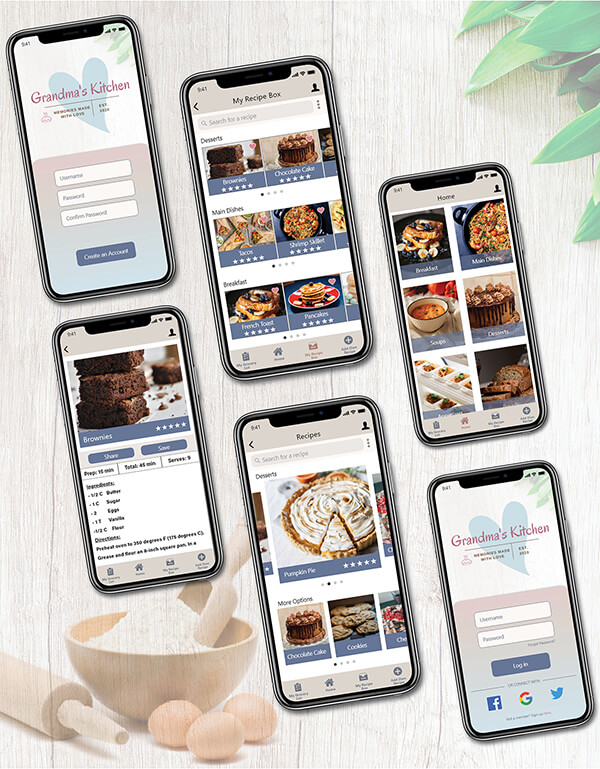 9:41
Grandma's Kitchen
MEMORIES MADE
WITH LOVE
EST.
2020
Username
Password
Confirm Password
Create an Account
9:41
My Recipe Box
Search for a recipe
Desserts
Brownies
Chocolate Cake
Main Dishes
Tacos
Shrimp Skillet
Breakfast
French Toast
Pancakes
My Grocery
List
Home
My Recipe
Box
Add Own
Recipe
9:41
Home
Breakfast
Main Dishes
Soups
Desserts
My Grocery
List
Home
My Recipe
Box
Add Own
Recipe
9:41
Brownies
Share
Save
Prep: 15 min
Total: 45 min
Serves: 9
Ingredients:
- 1/2 C Butter
- 1 C Sugar
- 2 Eggs
- 1 T Vanilla
-1/2 C Flour
Directions:
Preheat oven to 350 degrees F (175 degrees C).
Grease and flour an 8-inch square pan. In a
My Grocery
List
Home
My Recipe
Box
Add Own
Recipe
9:41
Recipes
Search for a recipe
Desserts
Pumpkin Pie
More Options
Chocolate Cake
Cookies
My Grocery
List
Home
My Recipe
Box
Add Own
Recipe
9:41
Grandma's Kitchen
MEMORIES MADE
WITH LOVE
EST.
2020
Username
Password
Forgot Password?
Log in
OR CONNECT WITH
Not a member? Sign up here.